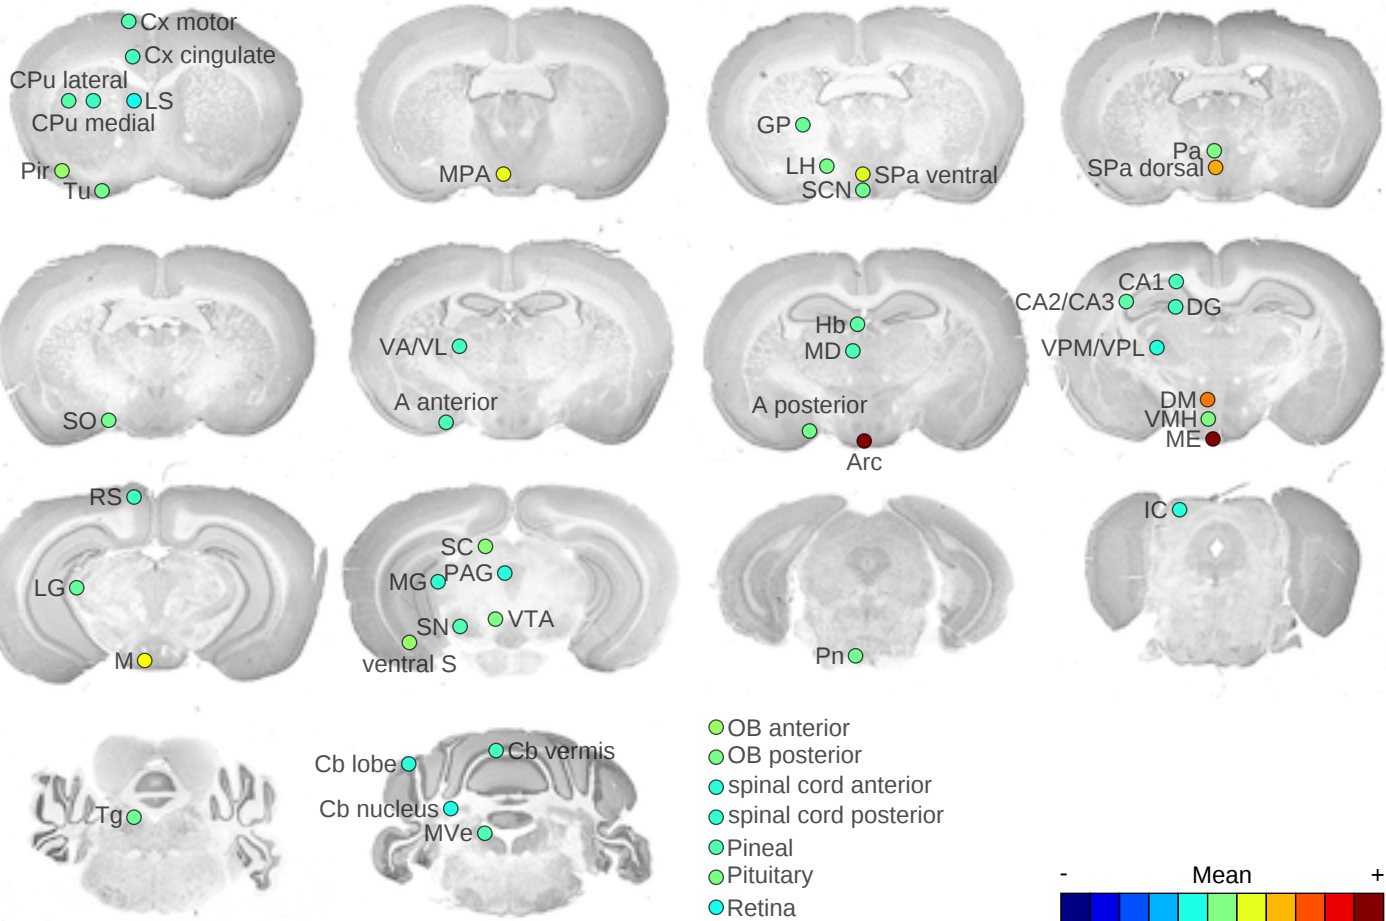 Cx motor
Cx cingulate
CPu lateral
LS
CPu medial
Pir
Tu
MPA
GP
LH
SPa ventral
SCN
Pa
SPa dorsal
SO
VA/VL
A anterior
Hb
MD
A posterior
Arc
CA1
CA2/CA3
DG
VPM/VPL
DM
VMH
ME
RS
LG
M
SC
MG
PAG
SN
VTA
ventral S
Pn
IC
Tg
Cb lobe
Cb vermis
Cb nucleus
MVe
OB anterior
OB posterior
spinal cord anterior
spinal cord posterior
Pineal
Pituitary
Retina
- Mean +